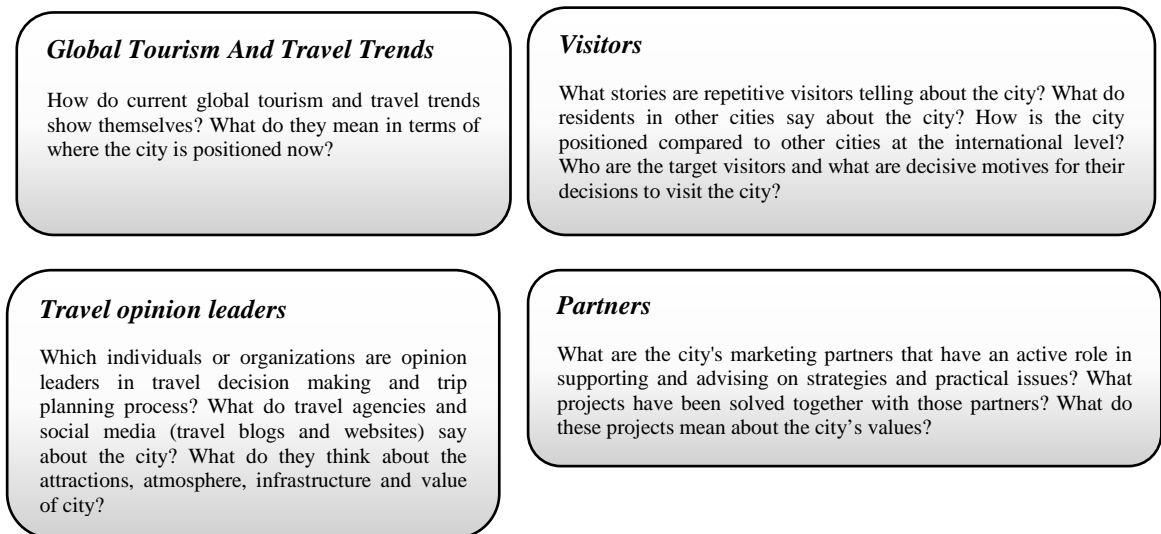 Global Tourism And Travel Trends
How do current global tourism and travel trends
show themselves? What do they mean in terms of
where the city is positioned now?
Visitors
What stories are repetitive visitors telling about the city? What do
residents in other cities say about the city? How is the city
positioned compared to other cities at the international level?
Who are the target visitors and what are decisive motives for their
decisions to visit the city?
Travel opinion leaders
Which individuals or organizations are opinion
leaders in travel decision making and trip
planning process? What do travel agencies and
social media (travel blogs and websites) say
about the city? What do they think about the
attractions, atmosphere, infrastructure and value
of city?
Partners
What are the city's marketing partners that have an active role in
supporting and advising on strategies and practical issues? What
projects have been solved together with those partners? What do
these projects mean about the city’s values?